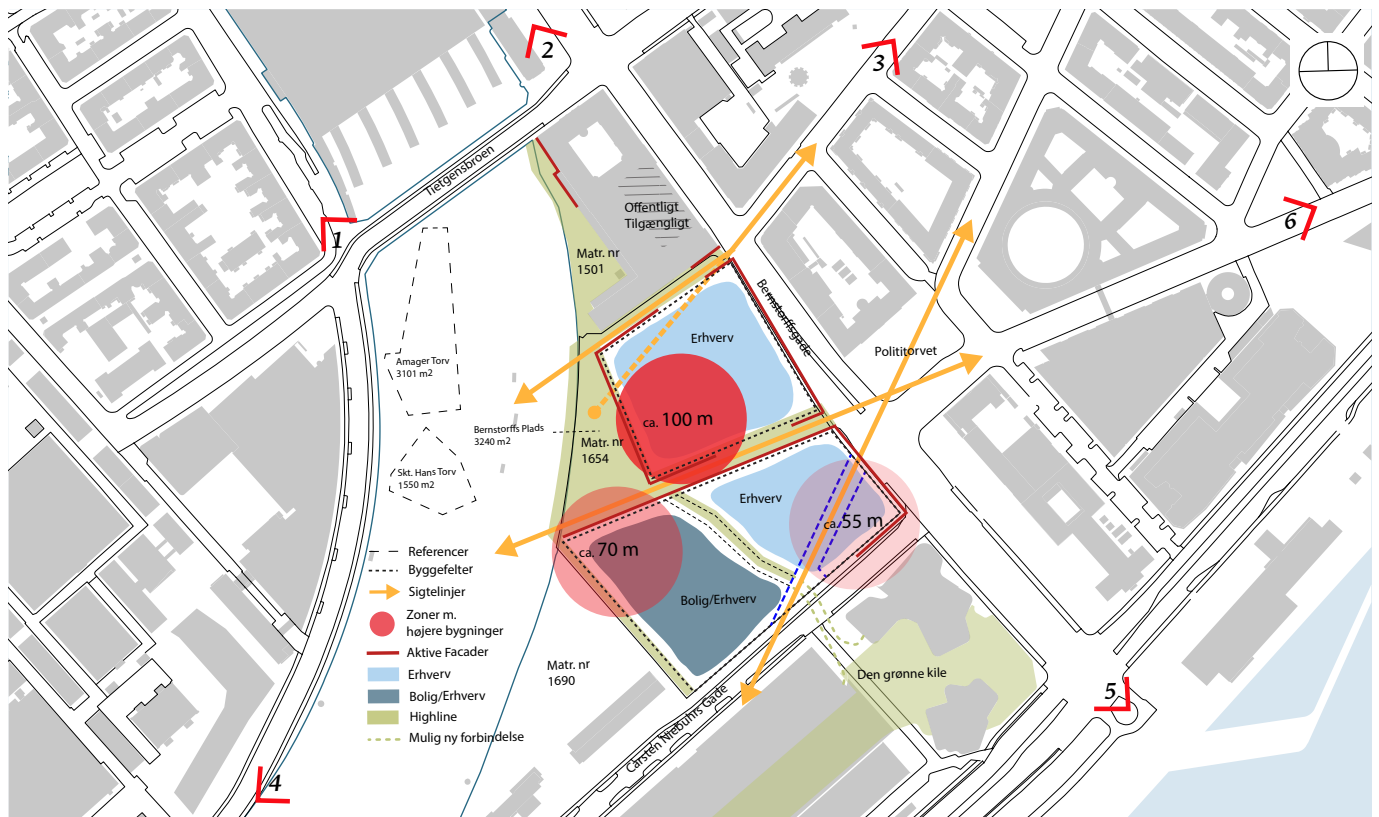 2
3
1
6
Tietgensbroen
Offentligt
Tilgængligt
Matr. nr
1501
Bernstorffsgade
Erhverv
Polititorvet
Amager Torv
3101 m2
Bernstorffs Plads
3240 m2
ca. 100 m
Matr. nr
1654
Skt. Hans Torv
1550 m2
Erhverv
ca. 55 m
ca. 70 m
Bolig/Erhverv
Matr. nr
1690
Den grønne kile
Carsten Niebuhrs Gade
5
4
Referencer
Byggefelter
Sigtelinjer
Zoner m.
højere bygninger
Aktive Facader
Erhverv
Bolig/Erhverv
Highline
Mulig ny forbindelse